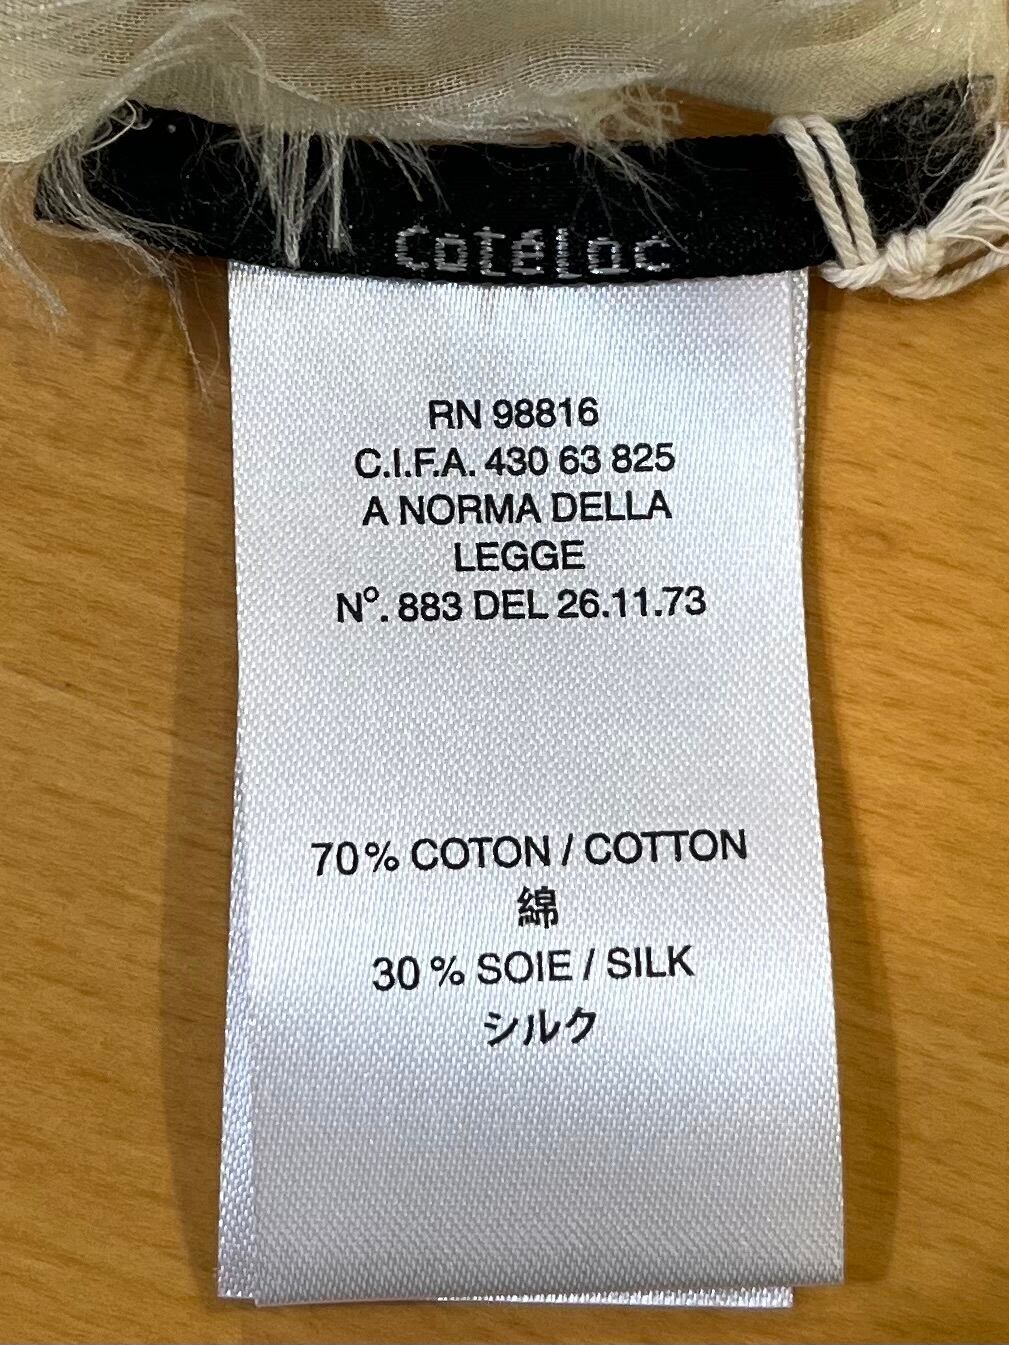 Cotélac
RN 98816
C.I.F.A. 430 63 825
A NORMA DELLA
LEGGE
Nº. 883 DEL 26.11.73
70% COTON / COTTON
綿
30% SOIE / SILK
シルク